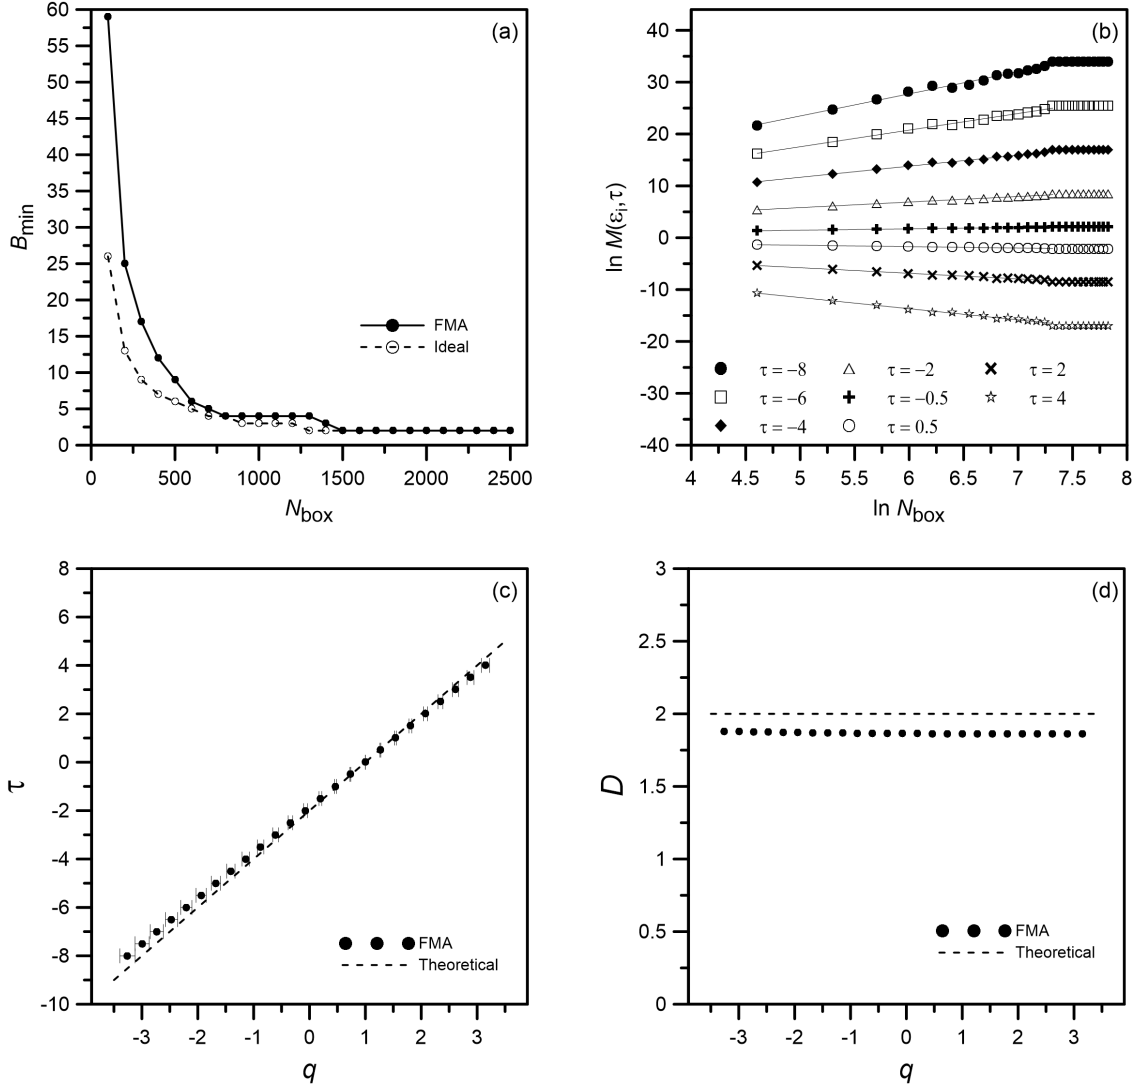 (a)
60
55
50
45
40
35
30
25
20
15
10
5
0
B_min
FMA
Ideal
0 500 1000 1500 2000 2500
N_box
(b)
40
30
20
10
0
-10
-20
-30
-40
ln M(ε_i,τ)
τ = −8 τ = −2 τ = 2
τ = −6 τ = −0.5 τ = 4
τ = −4 τ = 0.5
4 4.5 5 5.5 6 6.5 7 7.5 8
ln N_box
(c)
8
6
4
2
0
-2
-4
-6
-8
-10
τ
FMA
Theoretical
-3 -2 -1 0 1 2 3
q
(d)
3
2.5
2
1.5
1
0.5
0
D
FMA
Theoretical
-3 -2 -1 0 1 2 3
q